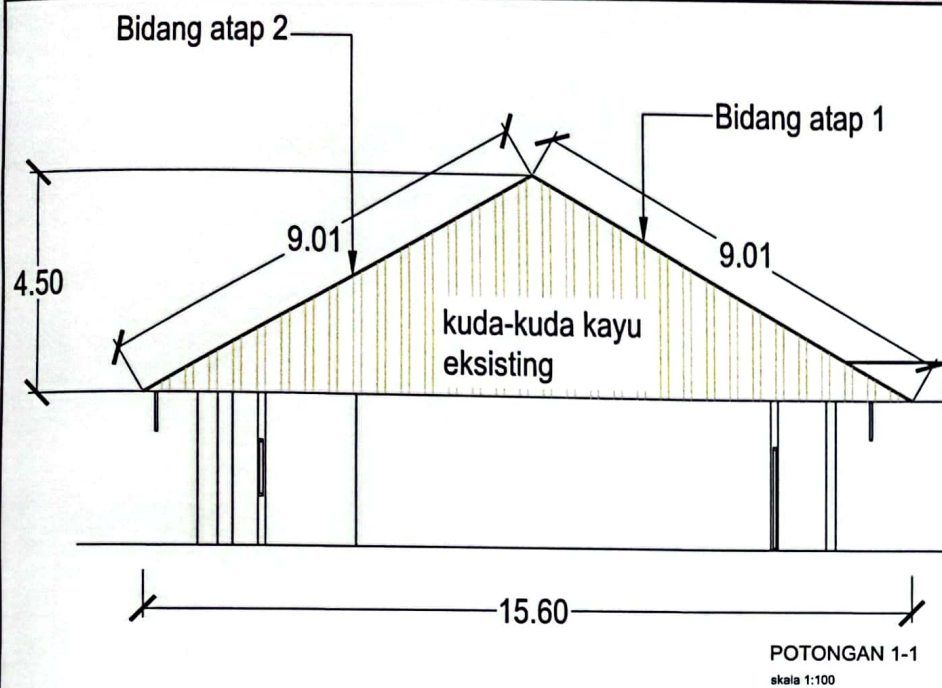 Bidang atap 2
Bidang atap 1
9.01
9.01
4.50
kuda-kuda kayu
eksisting
15.60
POTONGAN 1-1
skala 1:100